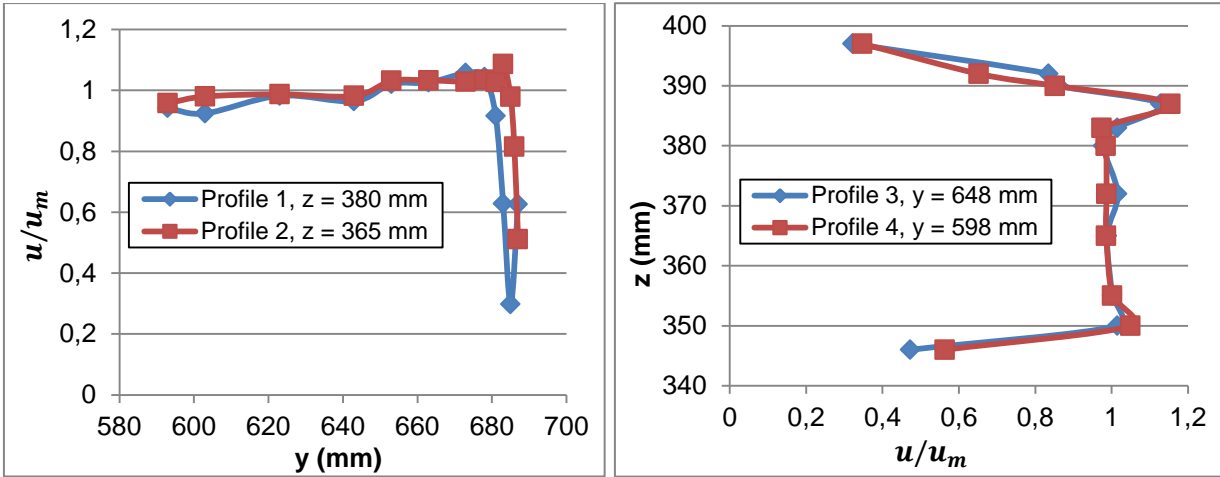 1,2
1
0,8
0,6
0,4
0,2
0
u/u_m
Profile 1, z = 380 mm
Profile 2, z = 365 mm
580 600 620 640 660 680 700
y (mm)
400
390
380
370
360
350
340
z (mm)
Profile 3, y = 648 mm
Profile 4, y = 598 mm
0 0,2 0,4 0,6 0,8 1 1,2
u/u_m